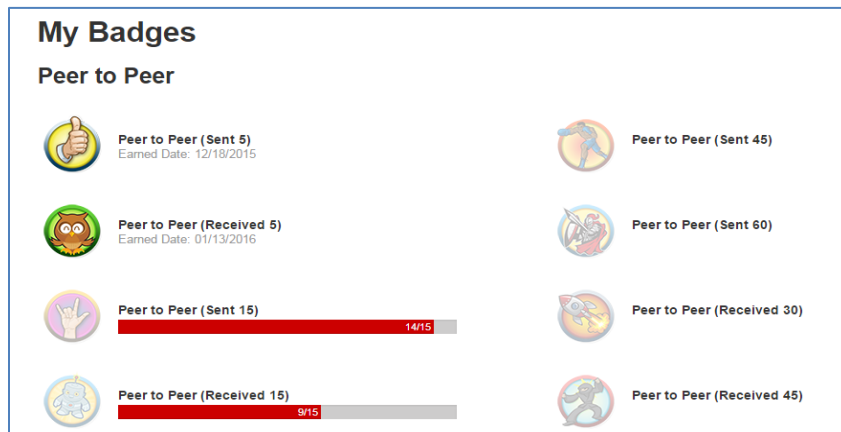 My Badges
Peer to Peer
Peer to Peer (Sent 5)
Earned Date: 12/18/2015
Peer to Peer (Received 5)
Earned Date: 01/13/2016
Peer to Peer (Sent 15)
14/15
Peer to Peer (Received 15)
9/15
Peer to Peer (Sent 45)
Peer to Peer (Sent 60)
Peer to Peer (Received 30)
Peer to Peer (Received 45)